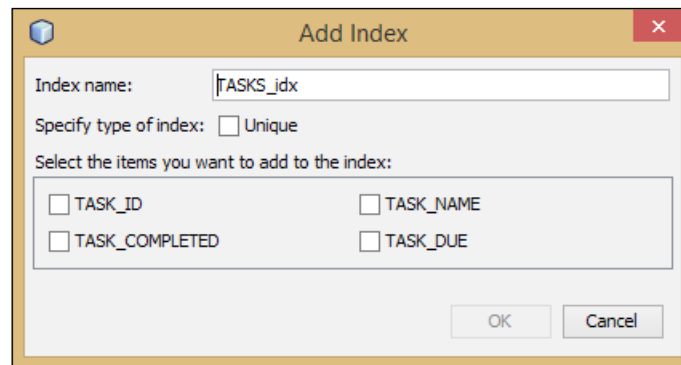 Add Index
Index name: TASKS_idx
Specify type of index: Unique
Select the items you want to add to the index:
TASK_ID TASK_NAME
TASK_COMPLETED TASK_DUE
OK Cancel